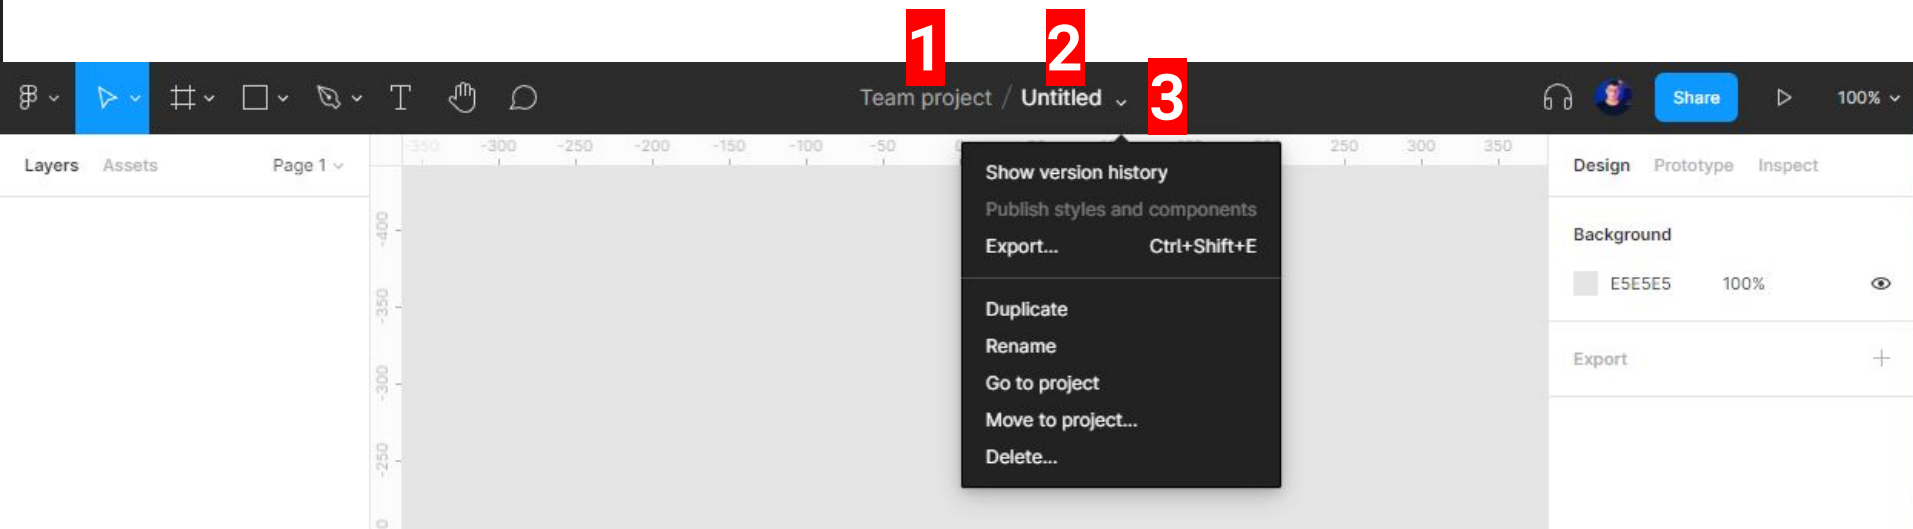 1 2 3
T Team project / Untitled Share 100%
Layers Assets Page 1
-350 -300 -250 -200 -150 -100 -50 250 300 350
Design Prototype Inspect
Show version history
Publish styles and components
Export... Ctrl+Shift+E
Duplicate
Rename
Go to project
Move to project...
Delete...
-400
-350
-300
-250
Background
E5E5E5 100%
Export